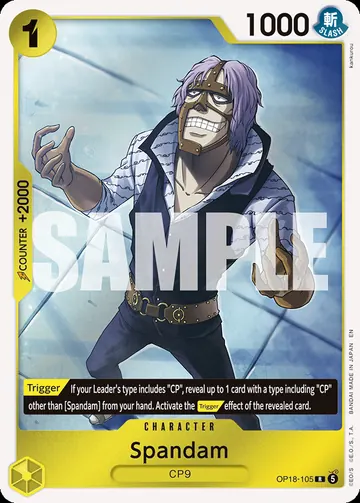 1
1000
斬
SLASH
kankurou
COUNTER +2000
SAMPLE
Trigger If your Leader's type includes "CP", reveal up to 1 card with a type including "CP"
other than [Spandam] from your hand. Activate the Trigger effect of the revealed card.
CHARACTER
Spandam
CP9
OP18-105 R 5
©E.O./S., T.A. BANDAI MADE IN JAPAN EN